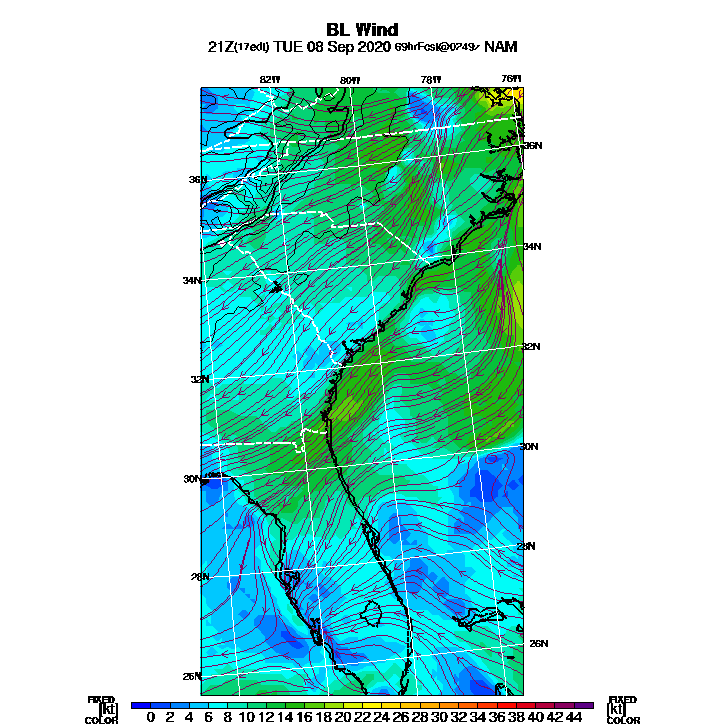 BL Wind
21Z(17edt) TUE 08 Sep 2020 69hrFcst@0249z NAM
82W 80W 78W 76W
36N
36N
34N
34N
32N
32N
30N
30N
28N
28N
26N
26N
FIXED FIXED
[kt] 0 2 4 6 8 10 12 14 16 18 20 22 24 26 28 30 32 34 36 38 40 42 44 [kt]
COLOR COLOR